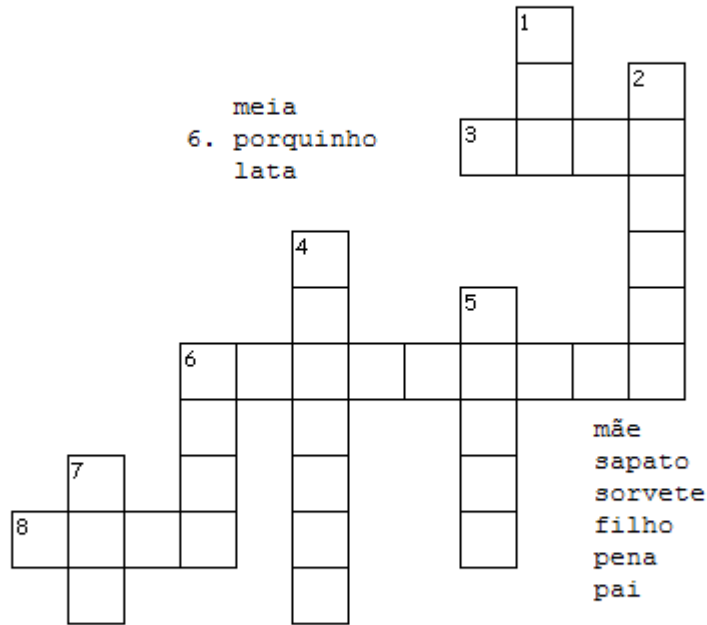 1
2
meia
6. porquinho
3
lata
4
5
6
mãe
7
sapato
sorvete
8
filho
pena
pai